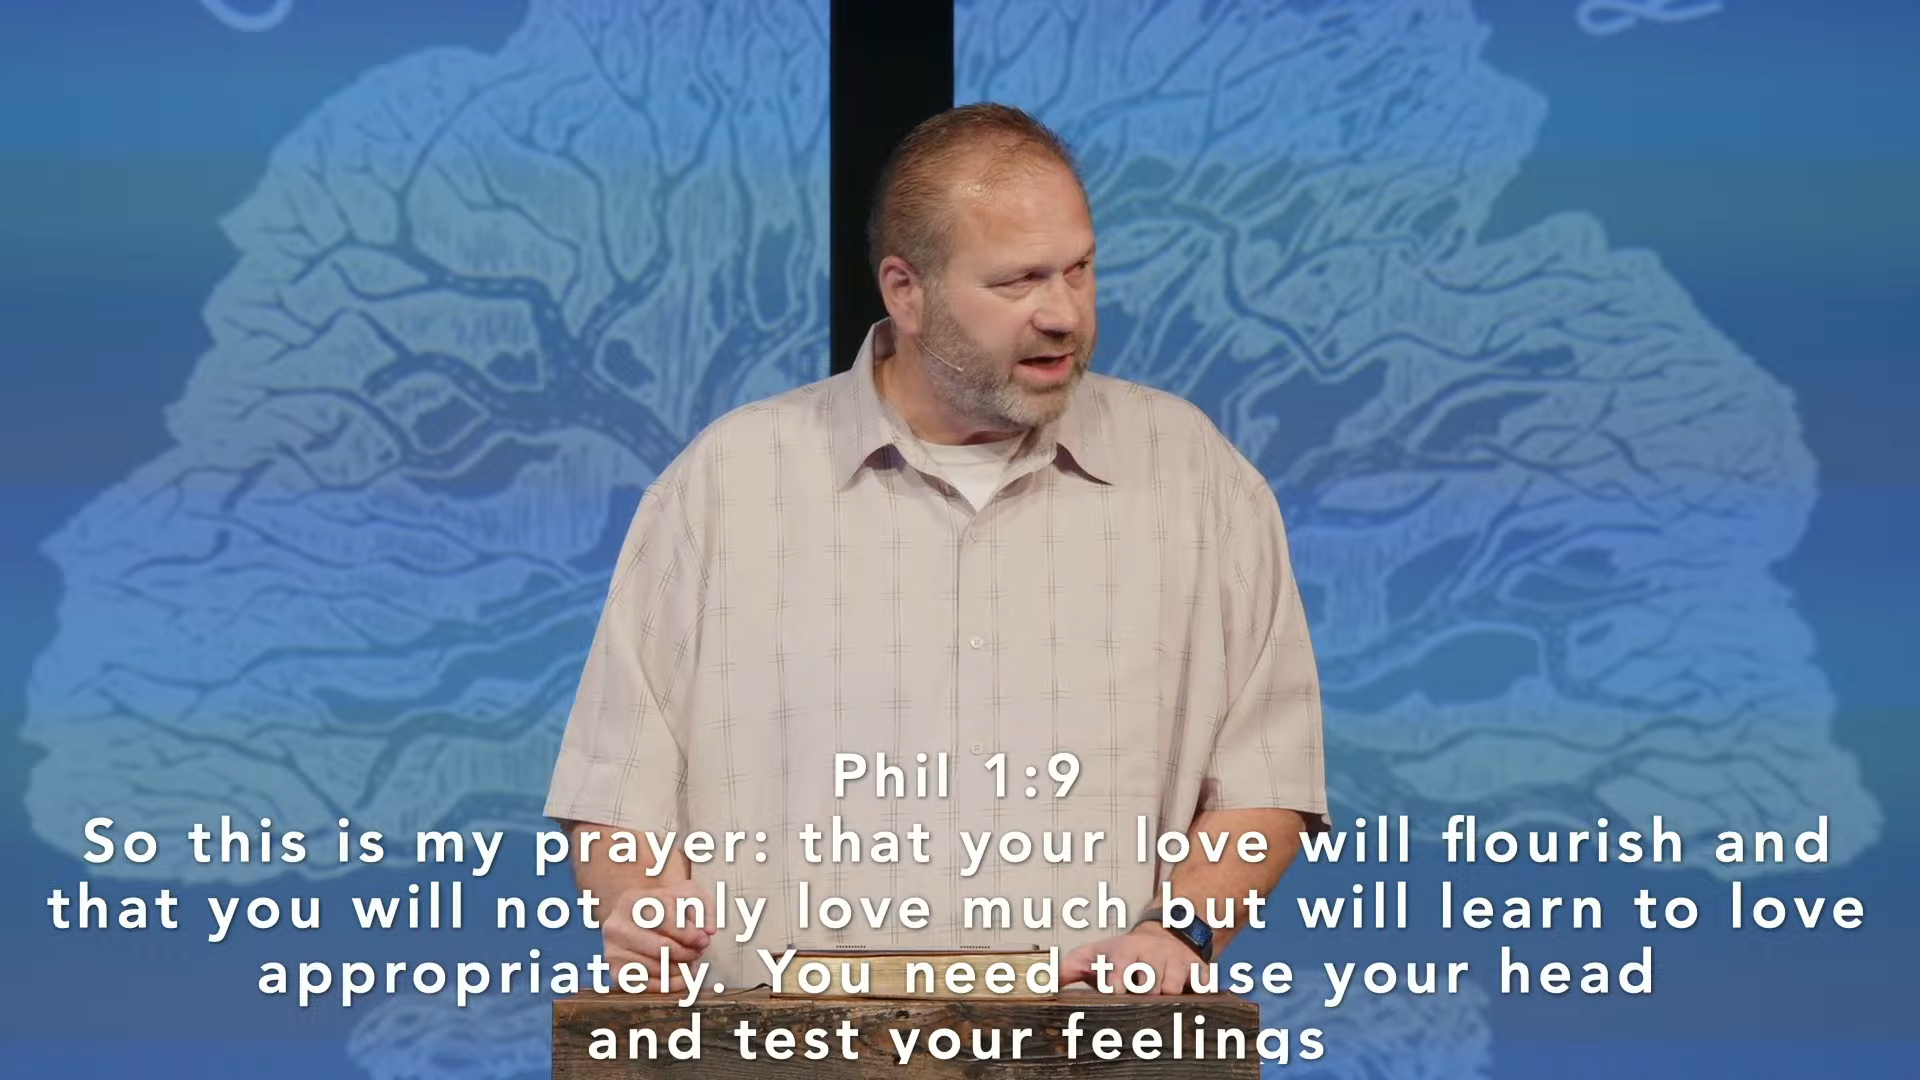 Phil 1:9
So this is my prayer: that your love will flourish and
that you will not only love much but will learn to love
appropriately. You need to use your head
and test your feelings